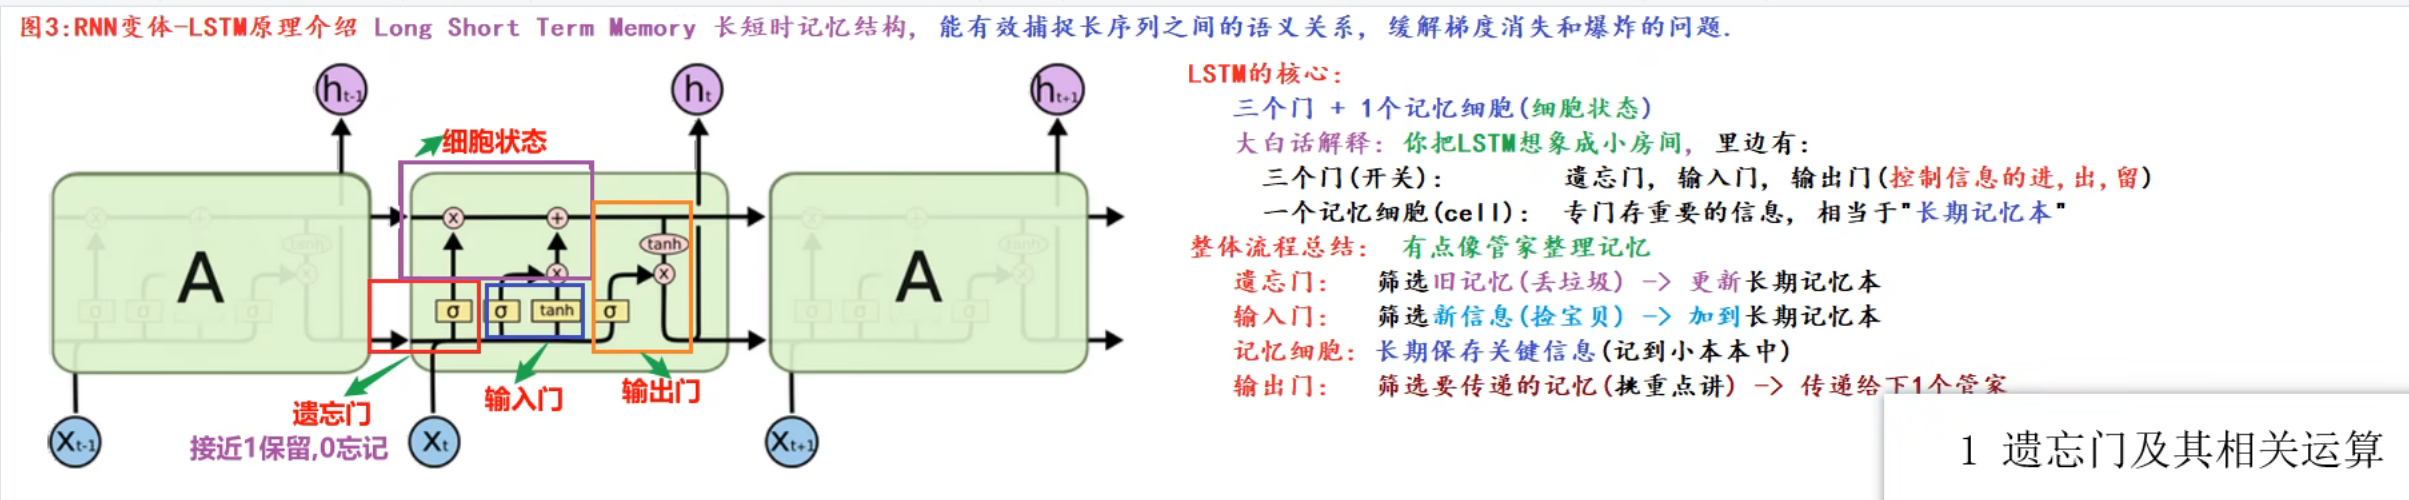 图3:RNN变体-LSTM原理介绍 Long Short Term Memory 长短时记忆结构, 能有效捕捉长序列之间的语义关系, 缓解梯度消失和爆炸的问题.
h t-1
h t
h t+1
细胞状态
A
tanh
σ
σ
tanh
σ
A
遗忘门
接近1保留,0忘记
输入门
输出门
X t-1
X t
X t+1
LSTM的核心:
三个门 + 1个记忆细胞(细胞状态)
大白话解释: 你把LSTM想象成小房间, 里边有:
三个门(开关): 遗忘门, 输入门, 输出门(控制信息的进,出,留)
一个记忆细胞(cell): 专门存重要的信息, 相当于"长期记忆本"
整体流程总结: 有点像管家整理记忆
遗忘门: 筛选旧记忆(丢垃圾) -> 更新长期记忆本
输入门: 筛选新信息(捡宝贝) -> 加到长期记忆本
记忆细胞: 长期保存关键信息(记到小本本中)
输出门: 筛选要传递的记忆(挑重点讲) -> 传递给下1个管家
1 遗忘门及其相关运算